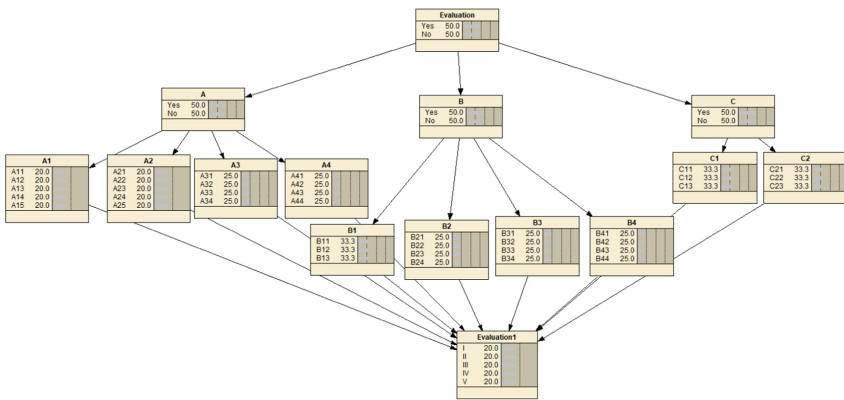 Evaluation
Yes 50.0
No 50.0
A
Yes 50.0
No 50.0
B
Yes 50.0
No 50.0
C
Yes 50.0
No 50.0
A1
A11 20.0
A12 20.0
A13 20.0
A14 20.0
A15 20.0
A2
A21 20.0
A22 20.0
A23 20.0
A24 20.0
A25 20.0
A3
A31 25.0
A32 25.0
A33 25.0
A34 25.0
A4
A41 25.0
A42 25.0
A43 25.0
A44 25.0
C1
C11 33.3
C12 33.3
C13 33.3
C2
C21 33.3
C22 33.3
C23 33.3
B1
B11 33.3
B12 33.3
B13 33.3
B2
B21 25.0
B22 25.0
B23 25.0
B24 25.0
B3
B31 25.0
B32 25.0
B33 25.0
B34 25.0
B4
B41 25.0
B42 25.0
B43 25.0
B44 25.0
Evaluation1
I 20.0
II 20.0
III 20.0
IV 20.0
V 20.0